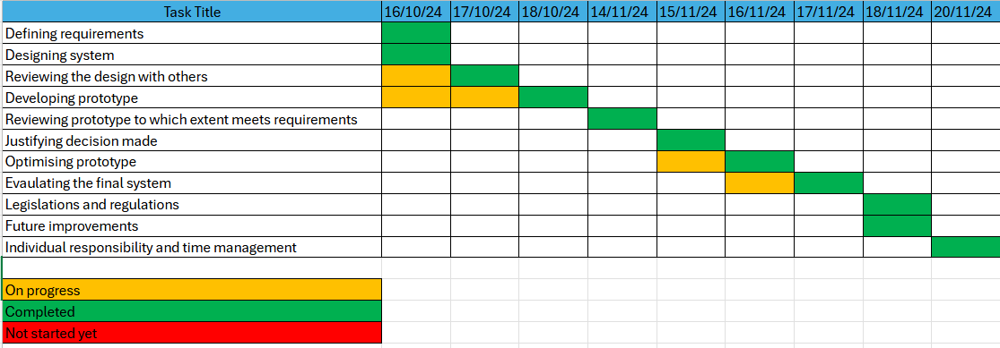 Task Title 16/10/24 17/10/24 18/10/24 14/11/24 15/11/24 16/11/24 17/11/24 18/11/24 20/11/24
Defining requirements
Designing system
Reviewing the design with others
Developing prototype
Reviewing prototype to which extent meets requirements
Justifying decision made
Optimising prototype
Evaulating the final system
Legislations and regulations
Future improvements
Individual responsibility and time management
On progress
Completed
Not started yet